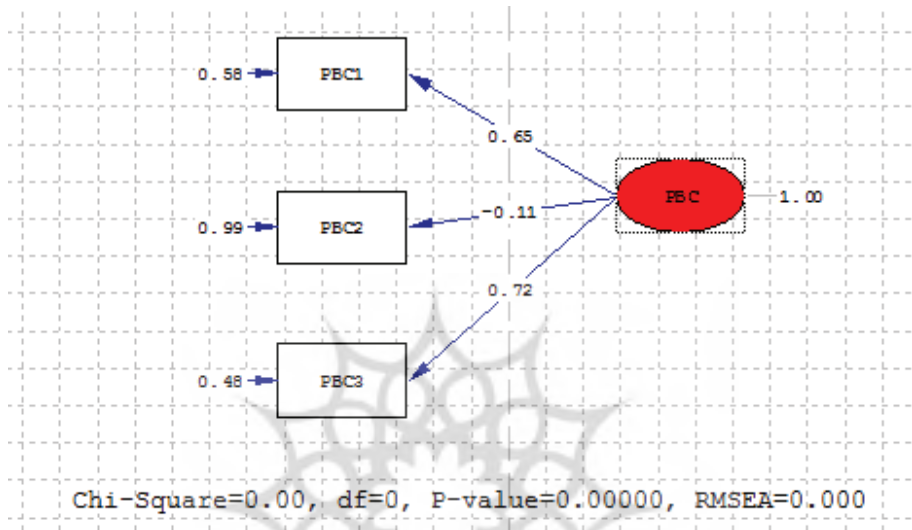 0.58 PBC1
0.65
PBC 1.00
-0.11
0.99 PBC2
0.72
0.48 PBC3
Chi-Square=0.00, df=0, P-value=0.00000, RMSEA=0.000